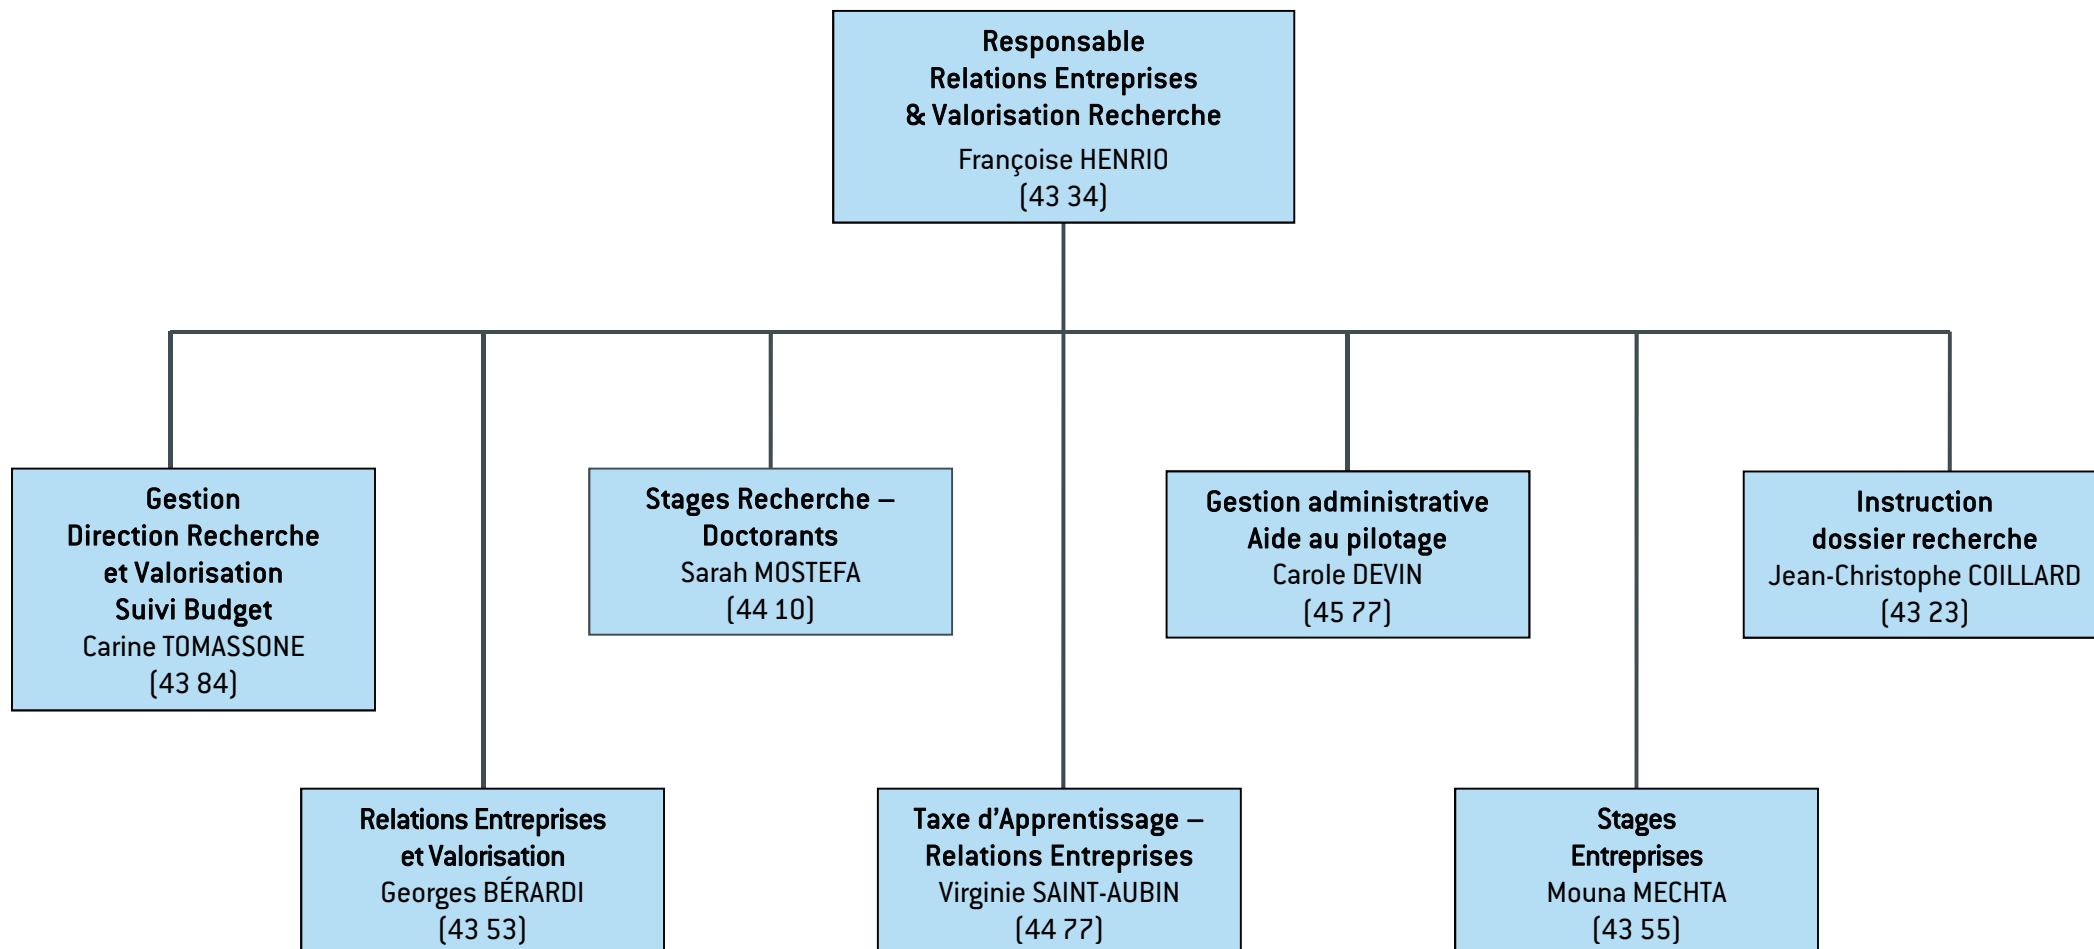 Responsable
Relations Entreprises
& Valorisation Recherche
Françoise HENRIO
(43 34)
Gestion
Direction Recherche
et Valorisation
Suivi Budget
Carine TOMASSONE
(43 84)
Stages Recherche –
Doctorants
Sarah MOSTEFA
(44 10)
Gestion administrative
Aide au pilotage
Carole DEVIN
(45 77)
Instruction
dossier recherche
Jean-Christophe COILLARD
(43 23)
Relations Entreprises
et Valorisation
Georges BÉRARDI
(43 53)
Taxe d’Apprentissage –
Relations Entreprises
Virginie SAINT-AUBIN
(44 77)
Stages
Entreprises
Mouna MECHTA
(43 55)